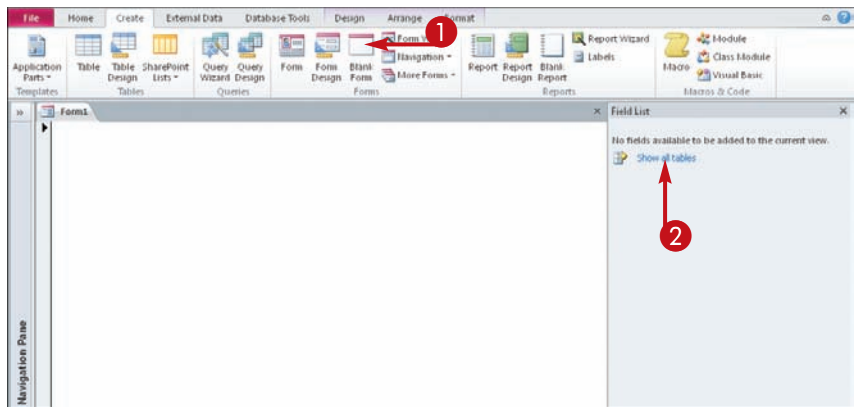 File Home Create External Data Database Tools Design Arrange Format
1
Application Parts
Table
Table Design
SharePoint Lists
Query Wizard
Query Design
Form
Form Design
Blank Form
Form
Navigation
More Forms
Report
Report Design
Blank Report
Report Wizard
Labels
Macro
Module
Class Module
Visual Basic
Templates Tables Queries Forms Reports Macros & Code
Form1
Field List
No fields available to be added to the current view.
Show all tables
2
Navigation Pane